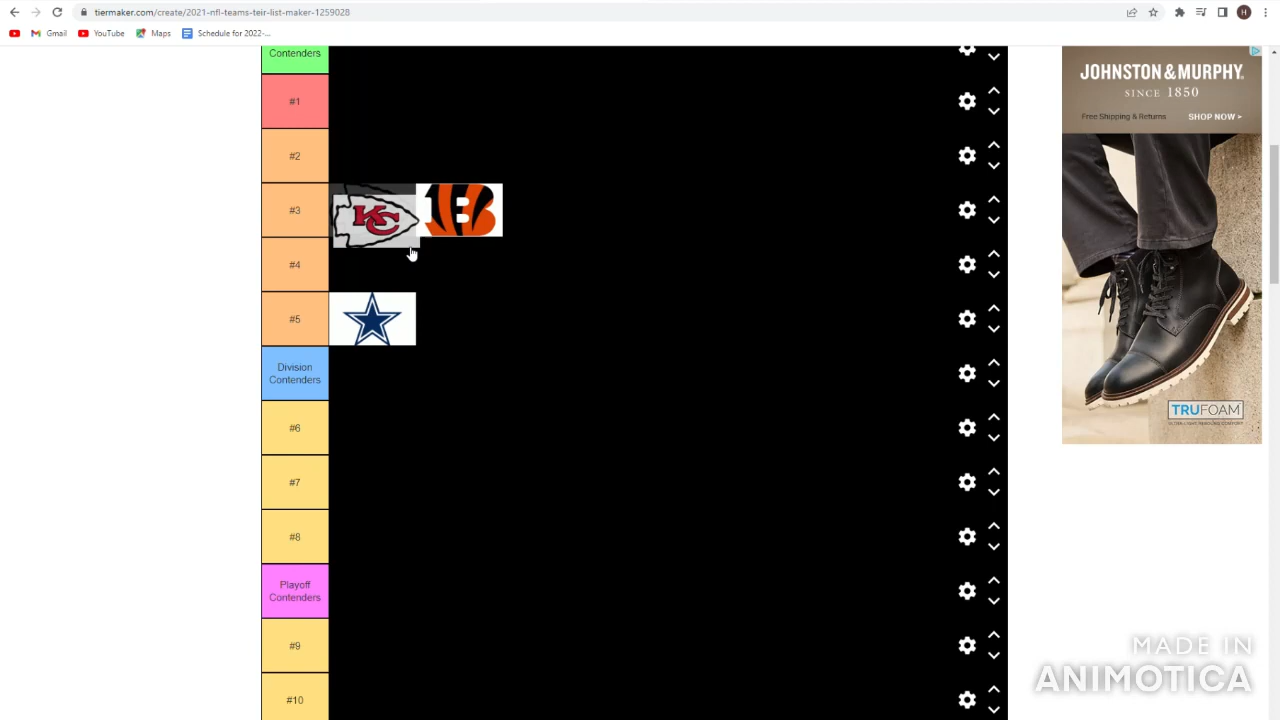 tiermaker.com/create/2021-nfl-teams-teir-list-maker-1259028
H
Gmail
YouTube
Maps
Schedule for 2022-...
Contenders
#1
#2
#3
KC
B
#4
#5
Division
Contenders
#6
#7
#8
Playoff
Contenders
#9
#10
JOHNSTON & MURPHY.
SINCE 1850
Free Shipping & Returns
SHOP NOW >
TRUFOAM
MADE IN
ANIMOTICA